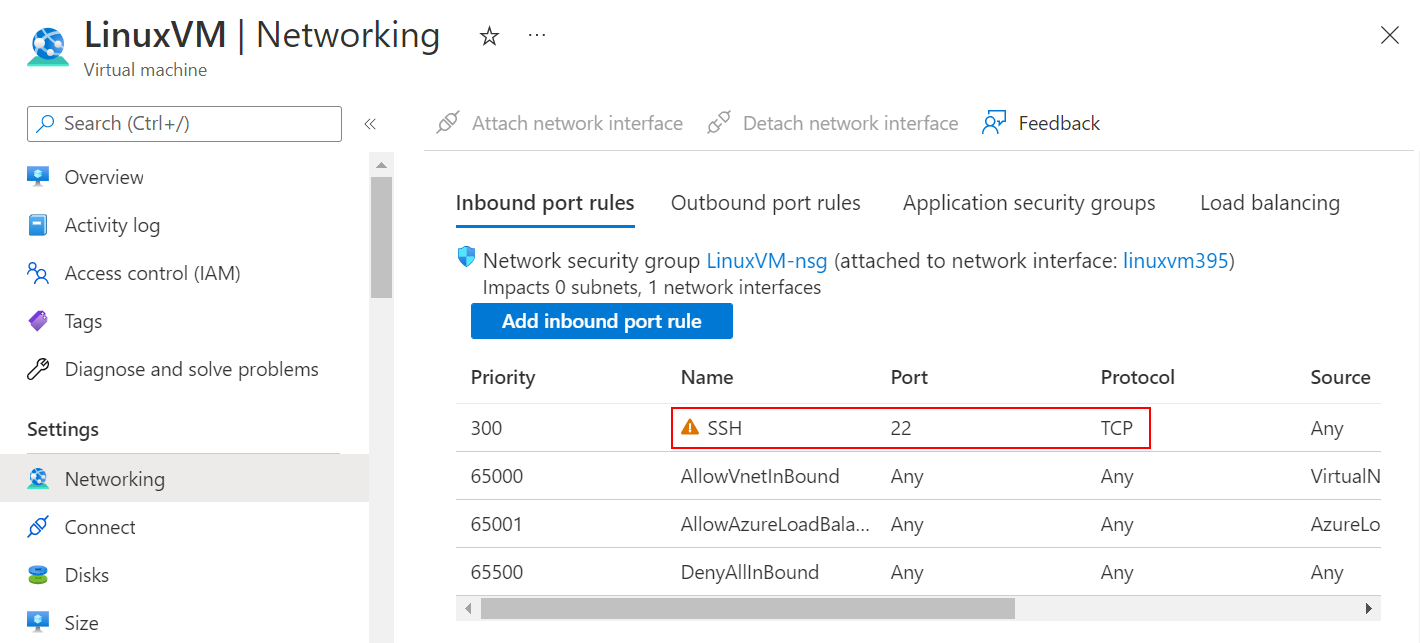 LinuxVM | Networking
Virtual machine
Search (Ctrl+/)
Overview
Activity log
Access control (IAM)
Tags
Diagnose and solve problems
Settings
Networking
Connect
Disks
Size
Attach network interface Detach network interface Feedback
Inbound port rules Outbound port rules Application security groups Load balancing
Network security group LinuxVM-nsg (attached to network interface: linuxvm395)
Impacts 0 subnets, 1 network interfaces
Add inbound port rule
Priority Name Port Protocol Source
300 SSH 22 TCP Any
65000 AllowVnetInBound Any Any VirtualN
65001 AllowAzureLoadBala... Any Any AzureLo
65500 DenyAllInBound Any Any Any